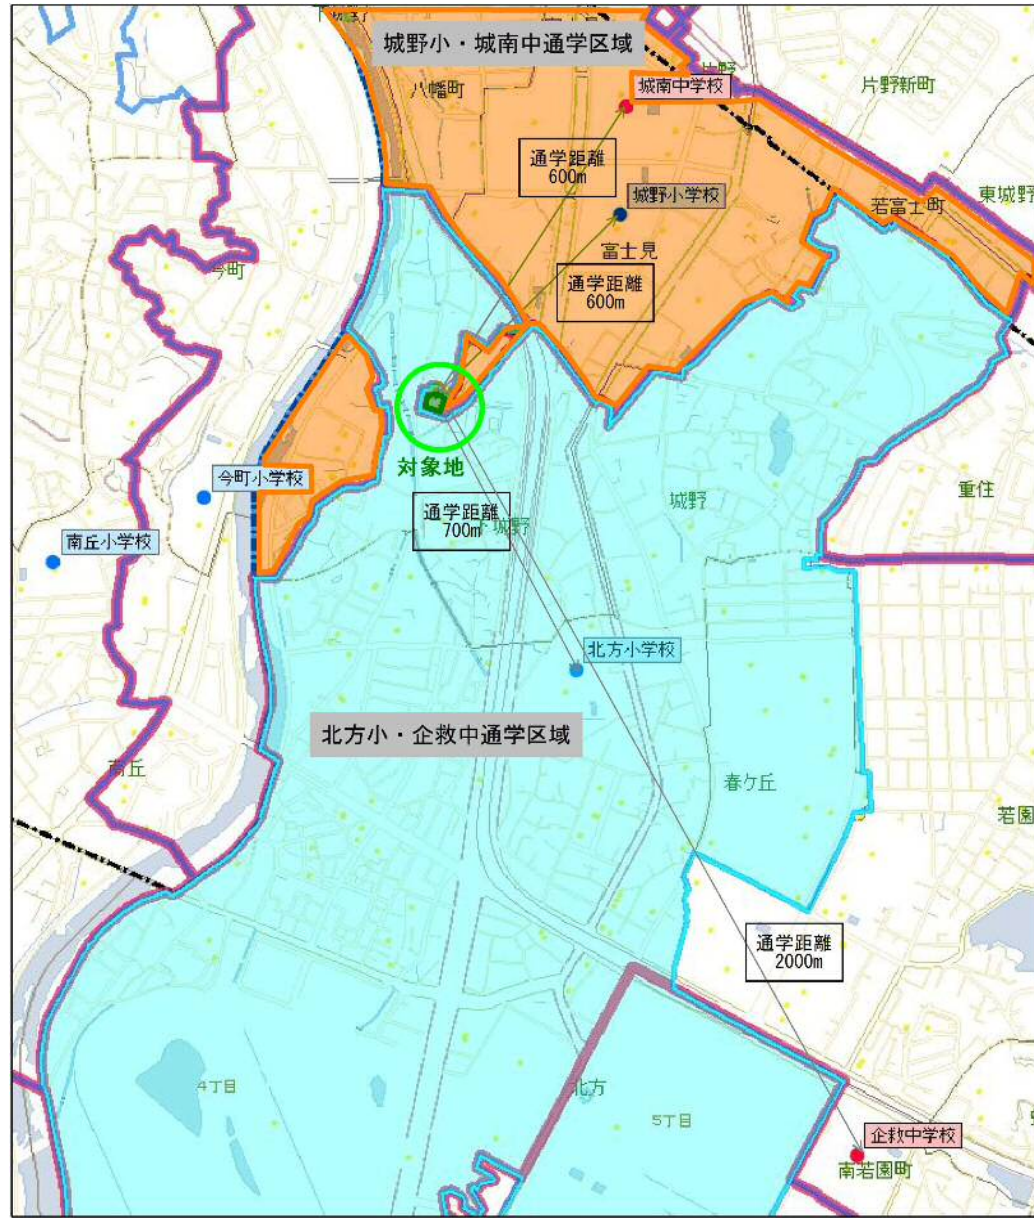 城野小・城南中通学区域
片野
八幡町
城南中学校
片野新町
通学距離
600m
城野小学校
東城野
若富士町
富士見
今町
通学距離
600m
対象地
今町小学校
城野
重住
通学距離
700m
下城野
南丘小学校
北方小学校
北方小・企救中通学区域
南丘
春ケ丘
若園
通学距離
2000m
4丁目
北方
5丁目
企救中学校
南若園町